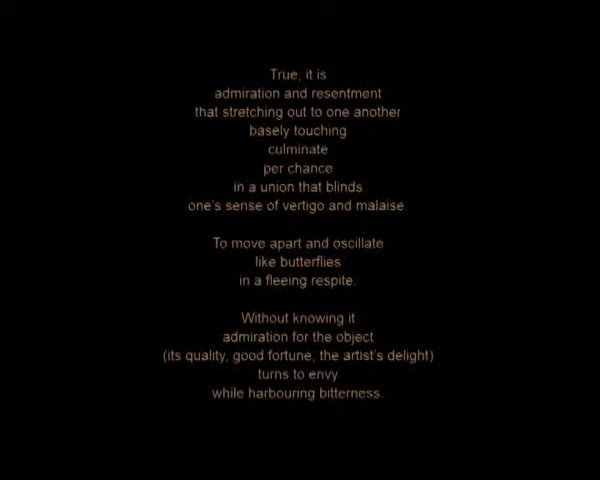 True, it is
admiration and resentment
that stretching out to one another
basely touching
culminate
per chance
in a union that blinds
one's sense of vertigo and malaise.
To move apart and oscillate
like butterflies
in a fleeing respite.
Without knowing it
admiration for the object
(its quality, good fortune, the artist's delight)
turns to envy
while harbouring bitterness.